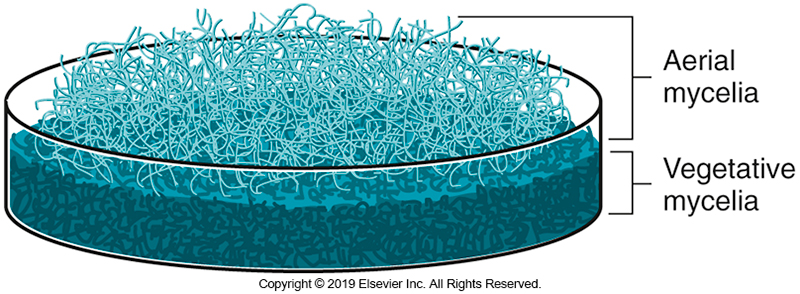 Aerial
mycelia
Vegetative
mycelia
Copyright © 2019 Elsevier Inc. All Rights Reserved.